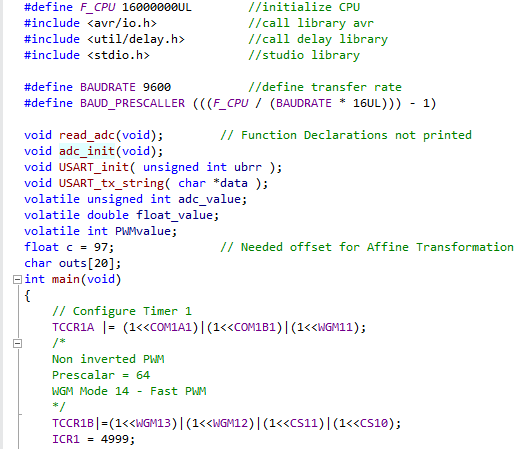 #define F_CPU 16000000UL //initialize CPU
#include <avr/io.h> //call library avr
#include <util/delay.h> //call delay library
#include <stdio.h> //studio library
#define BAUDRATE 9600 //define transfer rate
#define BAUD_PRESCALLER (((F_CPU / (BAUDRATE * 16UL))) - 1)
void read_adc(void); // Function Declarations not printed
void adc_init(void);
void USART_init( unsigned int ubrr );
void USART_tx_string( char *data );
volatile unsigned int adc_value;
volatile double float_value;
volatile int PWMvalue;
float c = 97; // Needed offset for Affine Transformation
char outs[20];
int main(void)
{
// Configure Timer 1
TCCR1A |= (1<<COM1A1)|(1<<COM1B1)|(1<<WGM11);
/*
Non inverted PWM
Prescalar = 64
WGM Mode 14 - Fast PWM
*/
TCCR1B|=(1<<WGM13)|(1<<WGM12)|(1<<CS11)|(1<<CS10);
ICR1 = 4999;